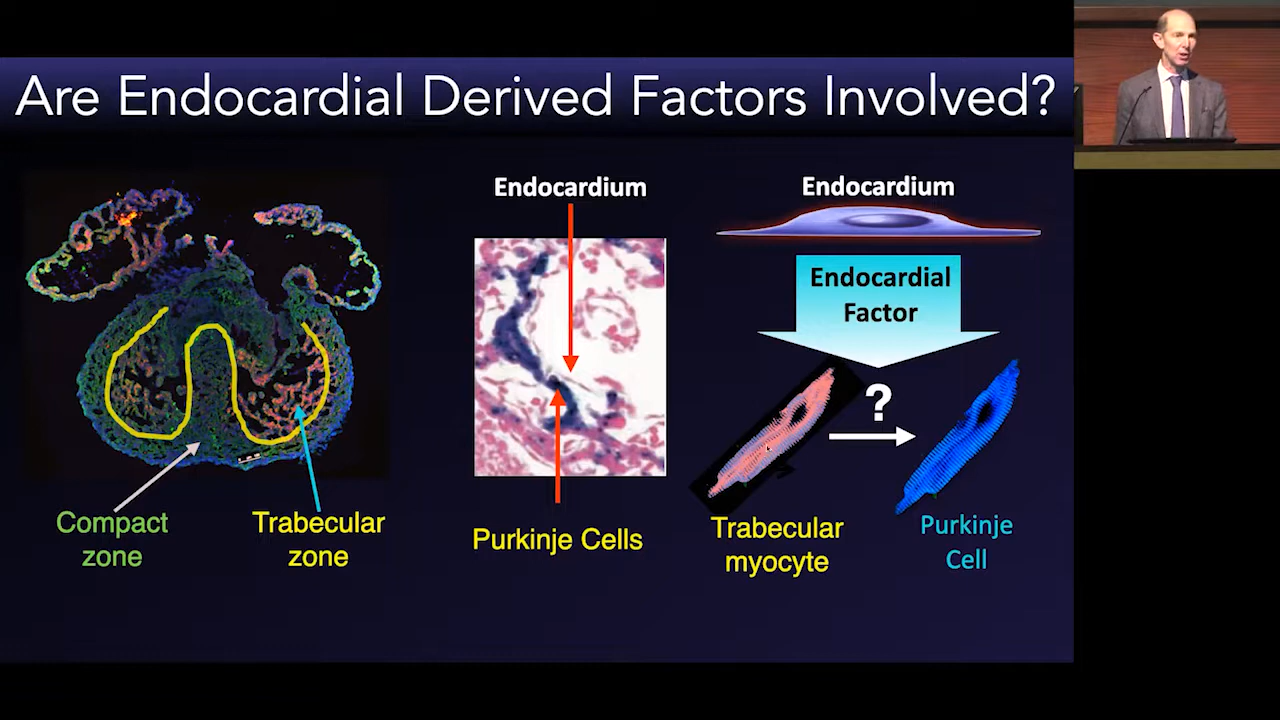 Are Endocardial Derived Factors Involved?
Endocardium
Endocardium
Endocardial
Factor
?
Compact
zone
Trabecular
zone
Purkinje Cells
Trabecular
myocyte
Purkinje
Cell